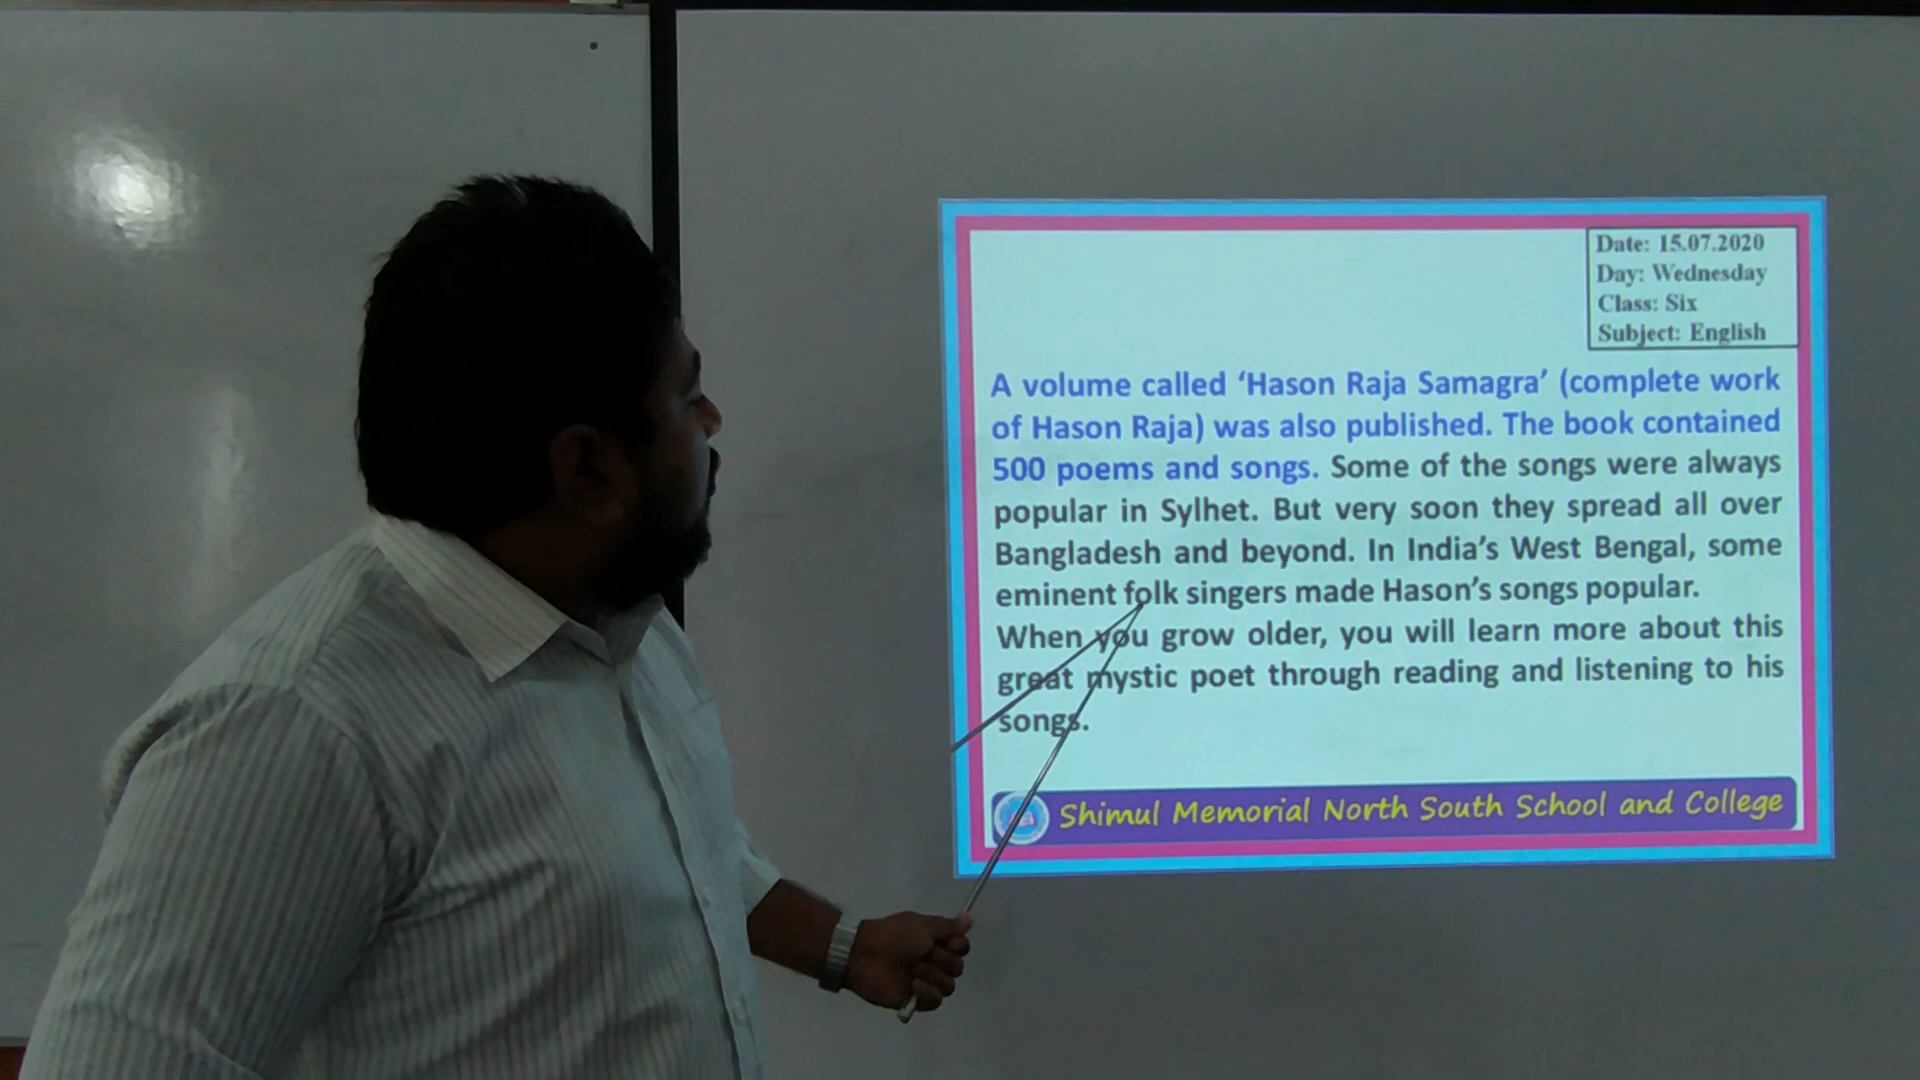 Date: 15.07.2020
Day: Wednesday
Class: Six
Subject: English
A volume called ‘Hason Raja Samagra’ (complete work
of Hason Raja) was also published. The book contained
500 poems and songs. Some of the songs were always
popular in Sylhet. But very soon they spread all over
Bangladesh and beyond. In India’s West Bengal, some
eminent folk singers made Hason’s songs popular.
When you grow older, you will learn more about this
great mystic poet through reading and listening to his
songs.
Shimul Memorial North South School and College